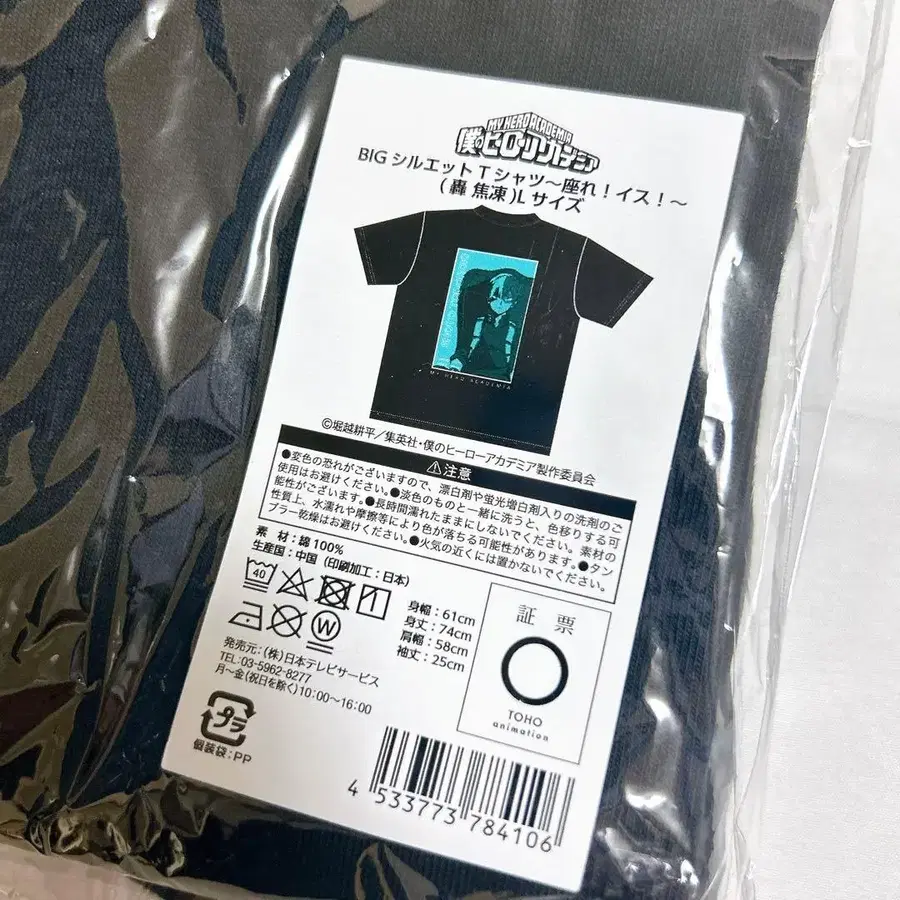 MY HERO ACADEMIA
僕のヒーローアカデミア
BIG シルエット T シャツ～座れ！イス！～
（轟 焦凍）L サイズ
MY HERO ACADEMIA
©堀越耕平／集英社・僕のヒーローアカデミア製作委員会
⚠注意
●変色の恐れがございますので、漂白剤や蛍光増白剤入りの洗剤のご
使用はお避けください。●淡色のものと一緒に洗うと、色移りする可
能性がございます。●長時間濡れたままにしないでください。素材の
性質上、水濡れや摩擦等により色が落ちる可能性があります。●タン
ブラー乾燥はお避けください。●火気の近くには置かないでください。
素 材：綿 100%
生産国：中国（印刷加工：日本）
40
W
身幅：61cm
身丈：74cm
肩幅：58cm
袖丈：25cm
発売元：（株）日本テレビサービス
TEL：03-5962-8277
月～金（祝日を除く）10：00～16：00
プラ
個装袋：PP
証 票
TOHO
animation
4 533773 784106